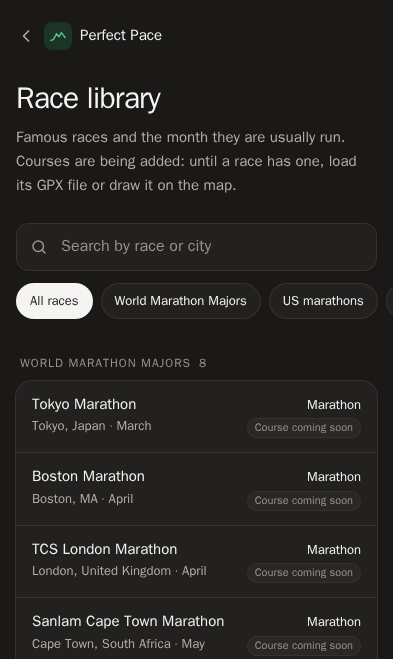 Perfect Pace
Race library
Famous races and the month they are usually run.
Courses are being added: until a race has one, load
its GPX file or draw it on the map.
Search by race or city
All races World Marathon Majors US marathons
WORLD MARATHON MAJORS 8
Tokyo Marathon Marathon
Tokyo, Japan · March Course coming soon
Boston Marathon Marathon
Boston, MA · April Course coming soon
TCS London Marathon Marathon
London, United Kingdom · April Course coming soon
Sanlam Cape Town Marathon Marathon
Cape Town, South Africa · May Course coming soon